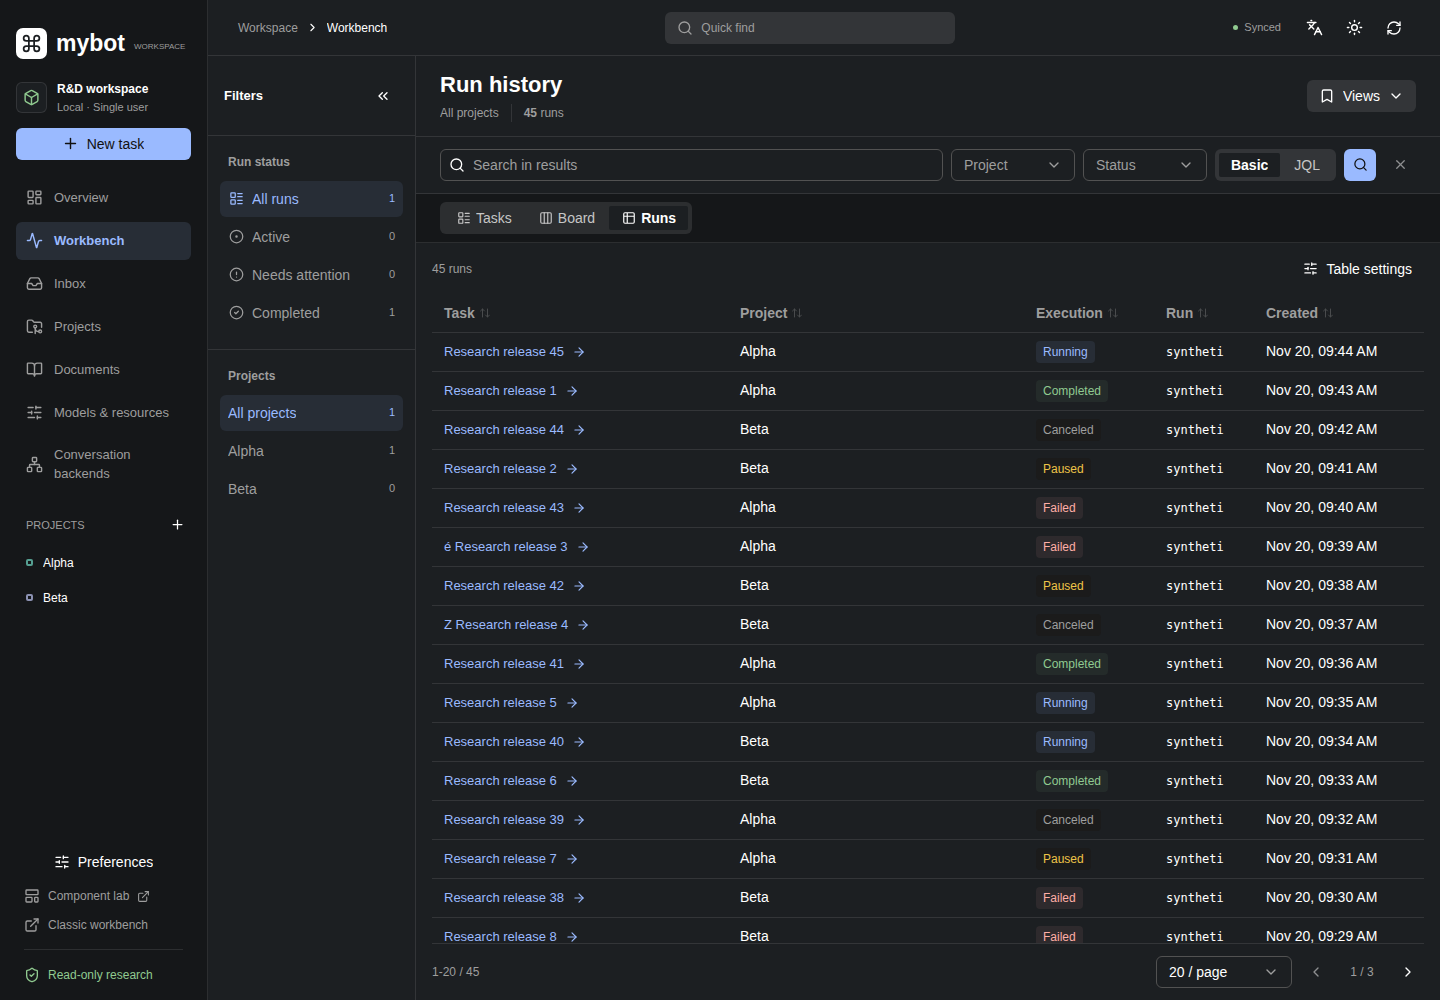 mybot WORKSPACE
R&D workspace
Local · Single user
New task
Overview
Workbench
Inbox
Projects
Documents
Models & resources
Conversation
backends
PROJECTS
Alpha
Beta
Preferences
Component lab
Classic workbench
Read-only research
Workspace > Workbench
Quick find
Synced
Filters
Run status
All runs 1
Active 0
Needs attention 0
Completed 1
Projects
All projects 1
Alpha 1
Beta 0
Run history
All projects 45 runs
Views
Search in results
Project
Status
Basic JQL
Tasks Board Runs
45 runs
Table settings
Task Project Execution Run Created
Research release 45 Alpha Running syntheti Nov 20, 09:44 AM
Research release 1 Alpha Completed syntheti Nov 20, 09:43 AM
Research release 44 Beta Canceled syntheti Nov 20, 09:42 AM
Research release 2 Beta Paused syntheti Nov 20, 09:41 AM
Research release 43 Alpha Failed syntheti Nov 20, 09:40 AM
é Research release 3 Alpha Failed syntheti Nov 20, 09:39 AM
Research release 42 Beta Paused syntheti Nov 20, 09:38 AM
Z Research release 4 Beta Canceled syntheti Nov 20, 09:37 AM
Research release 41 Alpha Completed syntheti Nov 20, 09:36 AM
Research release 5 Alpha Running syntheti Nov 20, 09:35 AM
Research release 40 Beta Running syntheti Nov 20, 09:34 AM
Research release 6 Beta Completed syntheti Nov 20, 09:33 AM
Research release 39 Alpha Canceled syntheti Nov 20, 09:32 AM
Research release 7 Alpha Paused syntheti Nov 20, 09:31 AM
Research release 38 Beta Failed syntheti Nov 20, 09:30 AM
Research release 8 Beta Failed syntheti Nov 20, 09:29 AM
1-20 / 45
20 / page
1 / 3